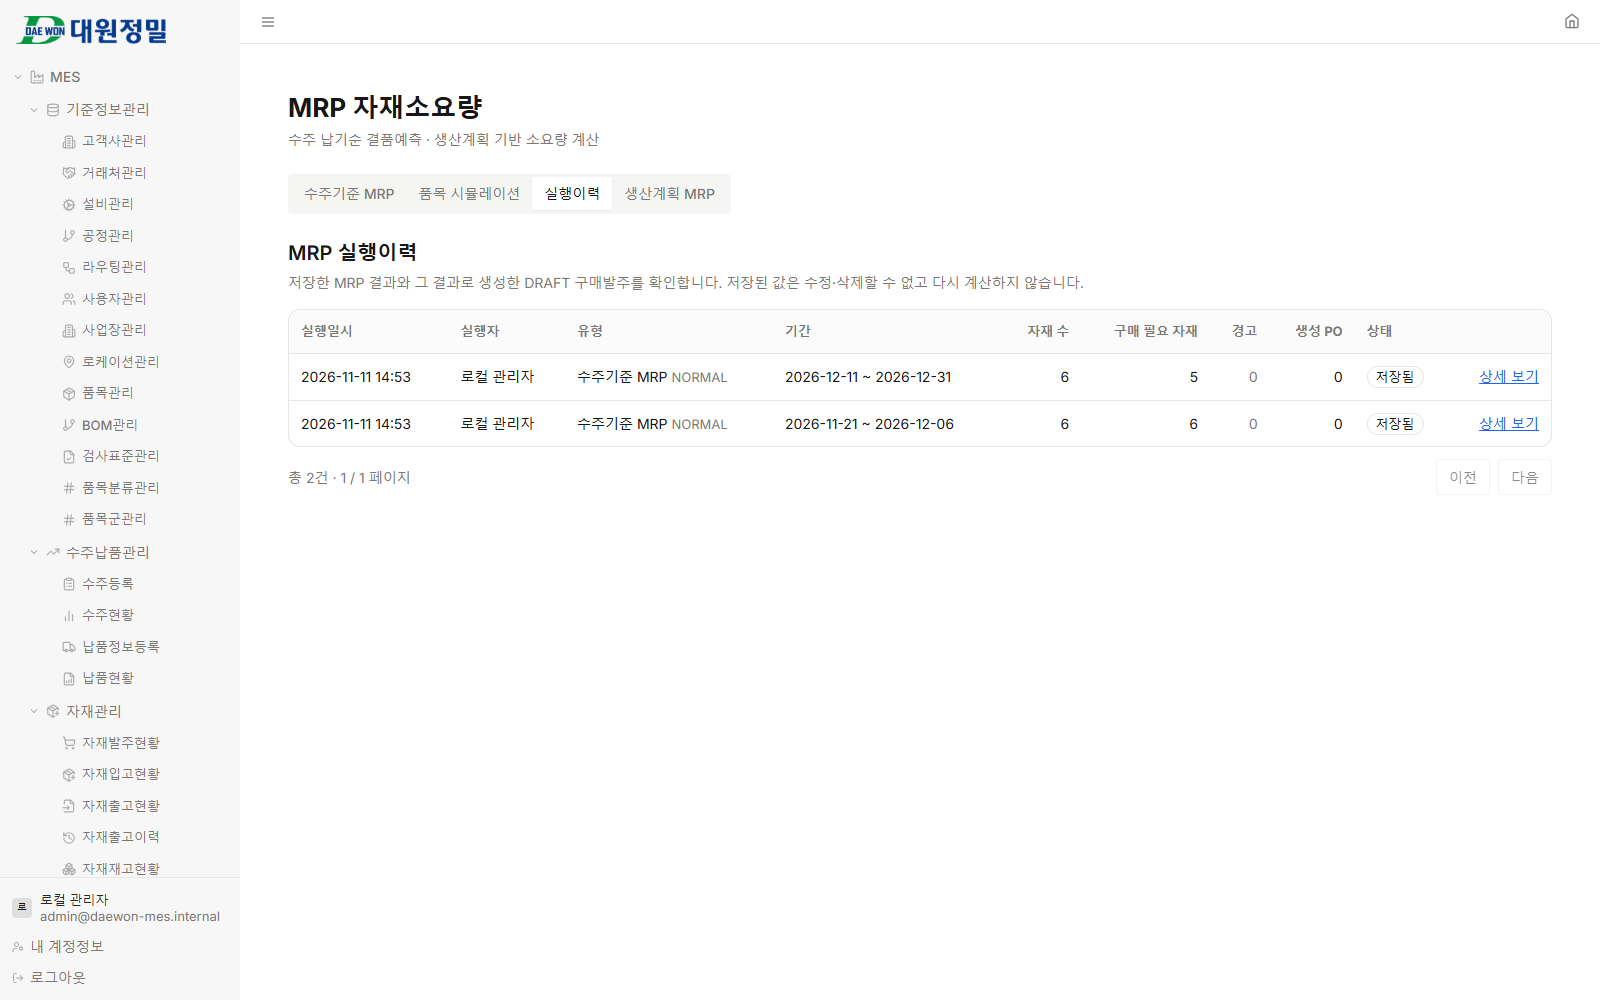 DAE WON 대원정밀
MES
기준정보관리
고객사관리
거래처관리
설비관리
공정관리
라우팅관리
사용자관리
사업장관리
로케이션관리
품목관리
BOM관리
검사표준관리
품목분류관리
품목군관리
수주납품관리
수주등록
수주현황
납품정보등록
납품현황
자재관리
자재발주현황
자재입고현황
자재출고현황
자재출고이력
자재재고현황
로 로컬 관리자
admin@daewon-mes.internal
내 계정정보
로그아웃
MRP 자재소요량
수주 납기순 결품예측 · 생산계획 기반 소요량 계산
수주기준 MRP 품목 시뮬레이션 실행이력 생산계획 MRP
MRP 실행이력
저장한 MRP 결과와 그 결과로 생성한 DRAFT 구매발주를 확인합니다. 저장된 값은 수정·삭제할 수 없고 다시 계산하지 않습니다.
실행일시 실행자 유형 기간 자재 수 구매 필요 자재 경고 생성 PO 상태
2026-11-11 14:53 로컬 관리자 수주기준 MRP NORMAL 2026-12-11 ~ 2026-12-31 6 5 0 0 저장됨 상세 보기
2026-11-11 14:53 로컬 관리자 수주기준 MRP NORMAL 2026-11-21 ~ 2026-12-06 6 6 0 0 저장됨 상세 보기
총 2건 · 1 / 1 페이지 이전 다음